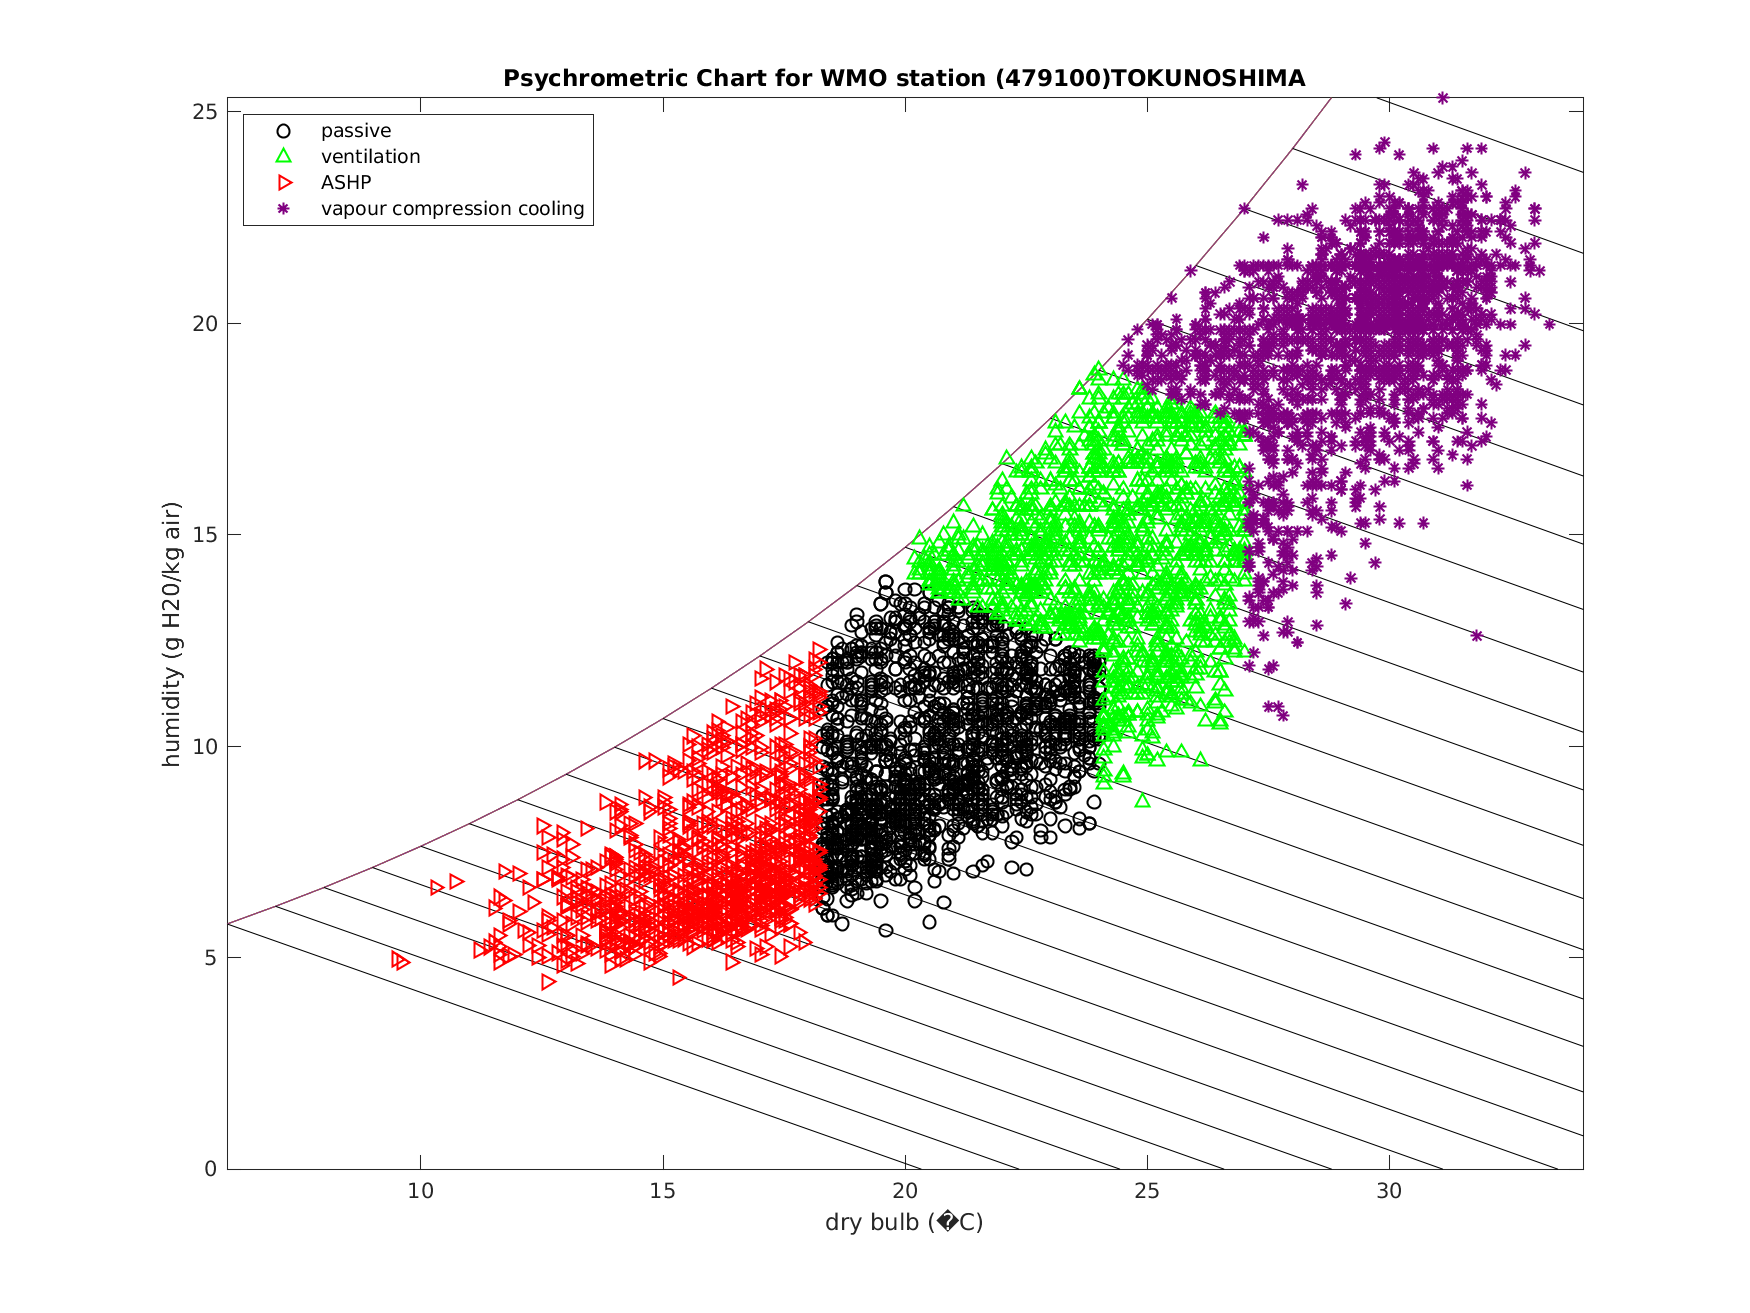 Psychrometric Chart for WMO station (479100)TOKUNOSHIMA
passive
ventilation
ASHP
vapour compression cooling
25
20
15
10
5
0
humidity (g H20/kg air)
10 15 20 25 30
dry bulb (�C)